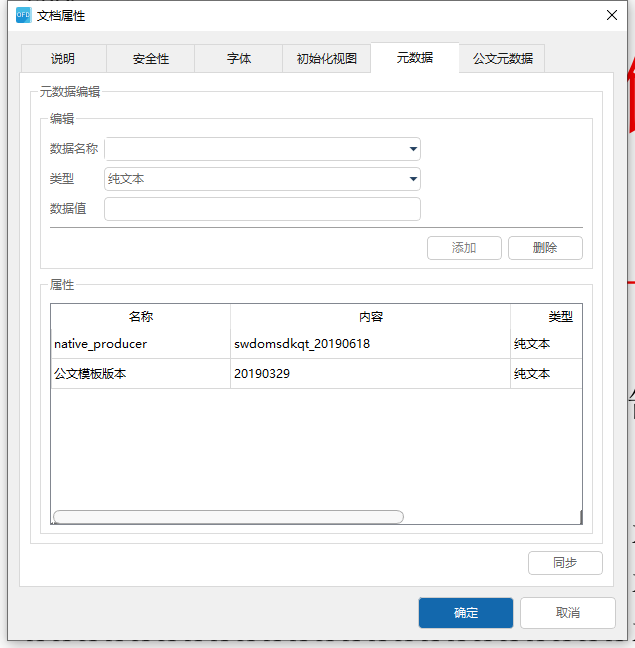 OFD 文档属性
说明 安全性 字体 初始化视图 元数据 公文元数据
元数据编辑
编辑
数据名称
类型 纯文本
数据值
添加 删除
属性
名称 内容 类型
native_producer swdomsdkqt_20190618 纯文本
公文模板版本 20190329 纯文本
同步
确定 取消